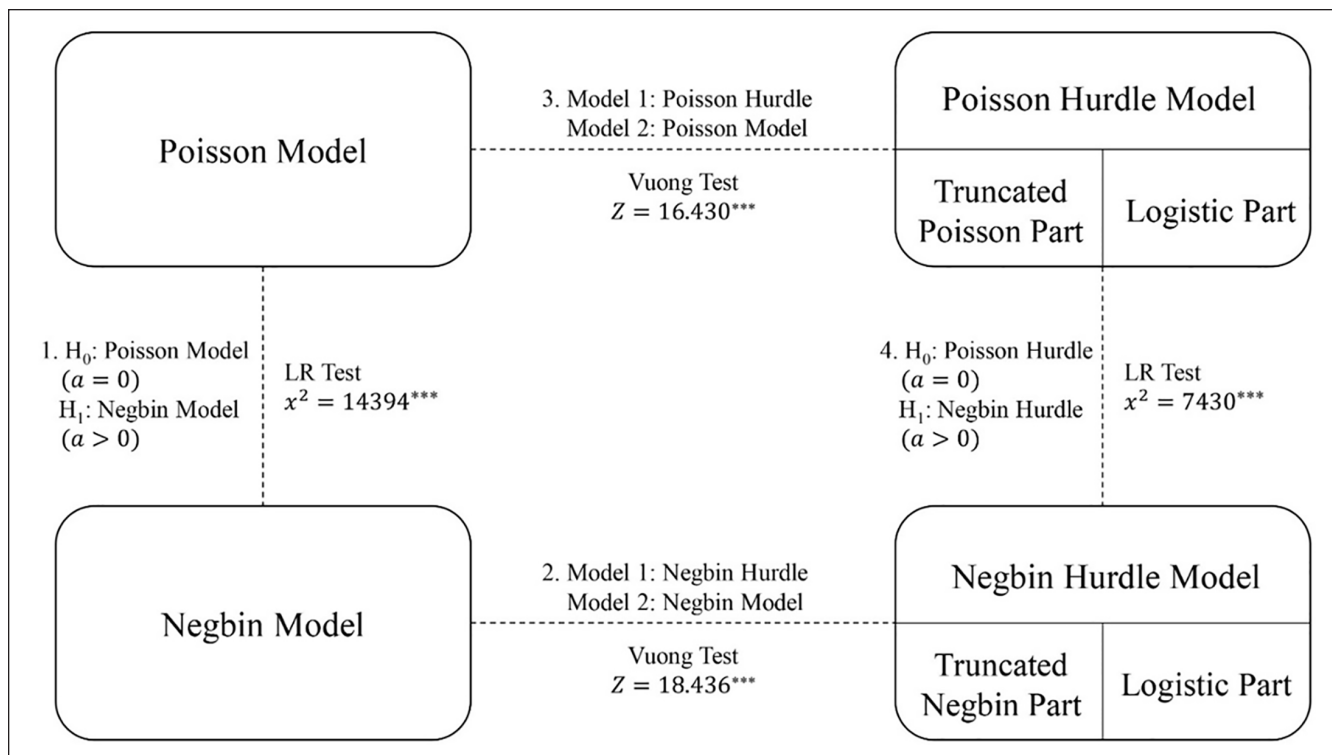 Poisson Model
3. Model 1: Poisson Hurdle
Model 2: Poisson Model
Vuong Test
Z = 16.430***
Poisson Hurdle Model
Truncated
Poisson Part
Logistic Part
1. H₀: Poisson Model
(a = 0)
H₁: Negbin Model
(a > 0)
LR Test
x² = 14394***
4. H₀: Poisson Hurdle
(a = 0)
H₁: Negbin Hurdle
(a > 0)
LR Test
x² = 7430***
Negbin Model
2. Model 1: Negbin Hurdle
Model 2: Negbin Model
Vuong Test
Z = 18.436***
Negbin Hurdle Model
Truncated
Negbin Part
Logistic Part